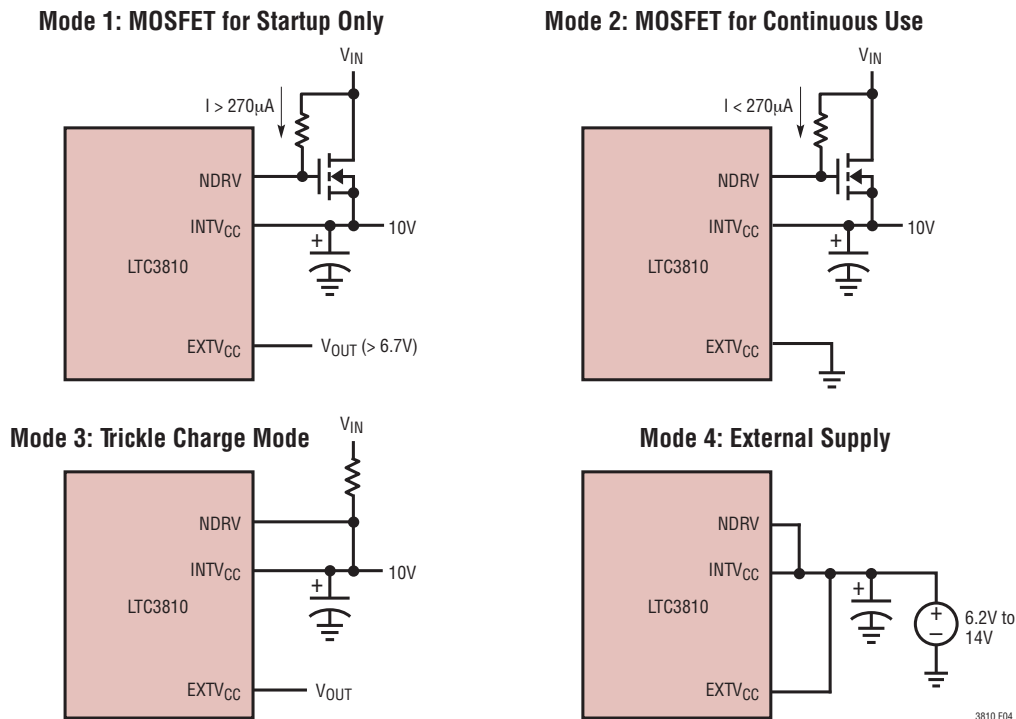 Mode 1: MOSFET for Startup Only
VIN
I > 270μA
NDRV
INTVCC
+
10V
LTC3810
EXTVCC
VOUT (> 6.7V)
Mode 2: MOSFET for Continuous Use
VIN
I < 270μA
NDRV
INTVCC
+
10V
LTC3810
EXTVCC
Mode 3: Trickle Charge Mode
VIN
NDRV
INTVCC
+
10V
LTC3810
EXTVCC
VOUT
Mode 4: External Supply
NDRV
INTVCC
+
LTC3810
+
–
6.2V to
14V
EXTVCC
3810 F04